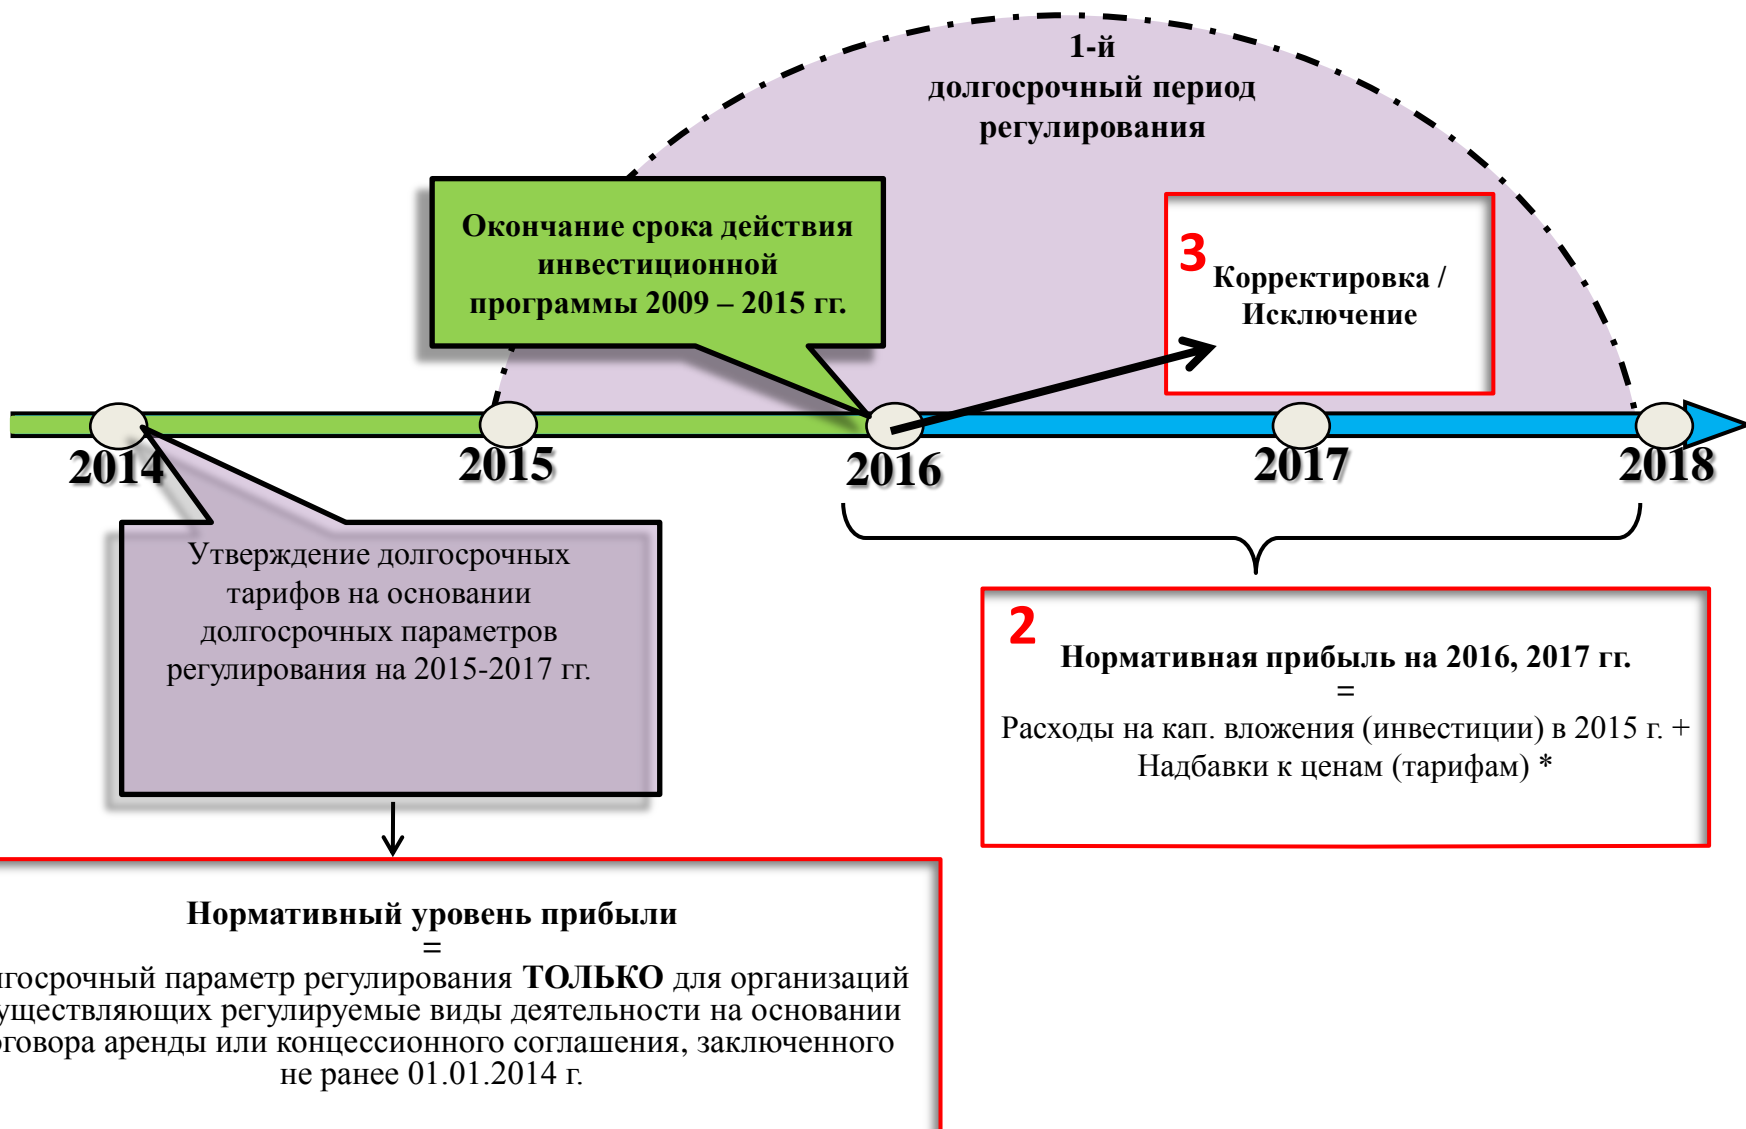 1-й
долгосрочный период
регулирования
Окончание срока действия
инвестиционной
программы 2009 – 2015 гг.
3
Корректировка /
Исключение
2014
2015
2016
2017
2018
Утверждение долгосрочных
тарифов на основании
долгосрочных параметров
регулирования на 2015-2017 гг.
2
Нормативная прибыль на 2016, 2017 гг.
=
Расходы на кап. вложения (инвестиции) в 2015 г. +
Надбавки к ценам (тарифам) *
Нормативный уровень прибыли
=
лгосрочный параметр регулирования ТОЛЬКО для организаций
уществляющих регулируемые виды деятельности на основании
оговора аренды или концессионного соглашения, заключенного
не ранее 01.01.2014 г.